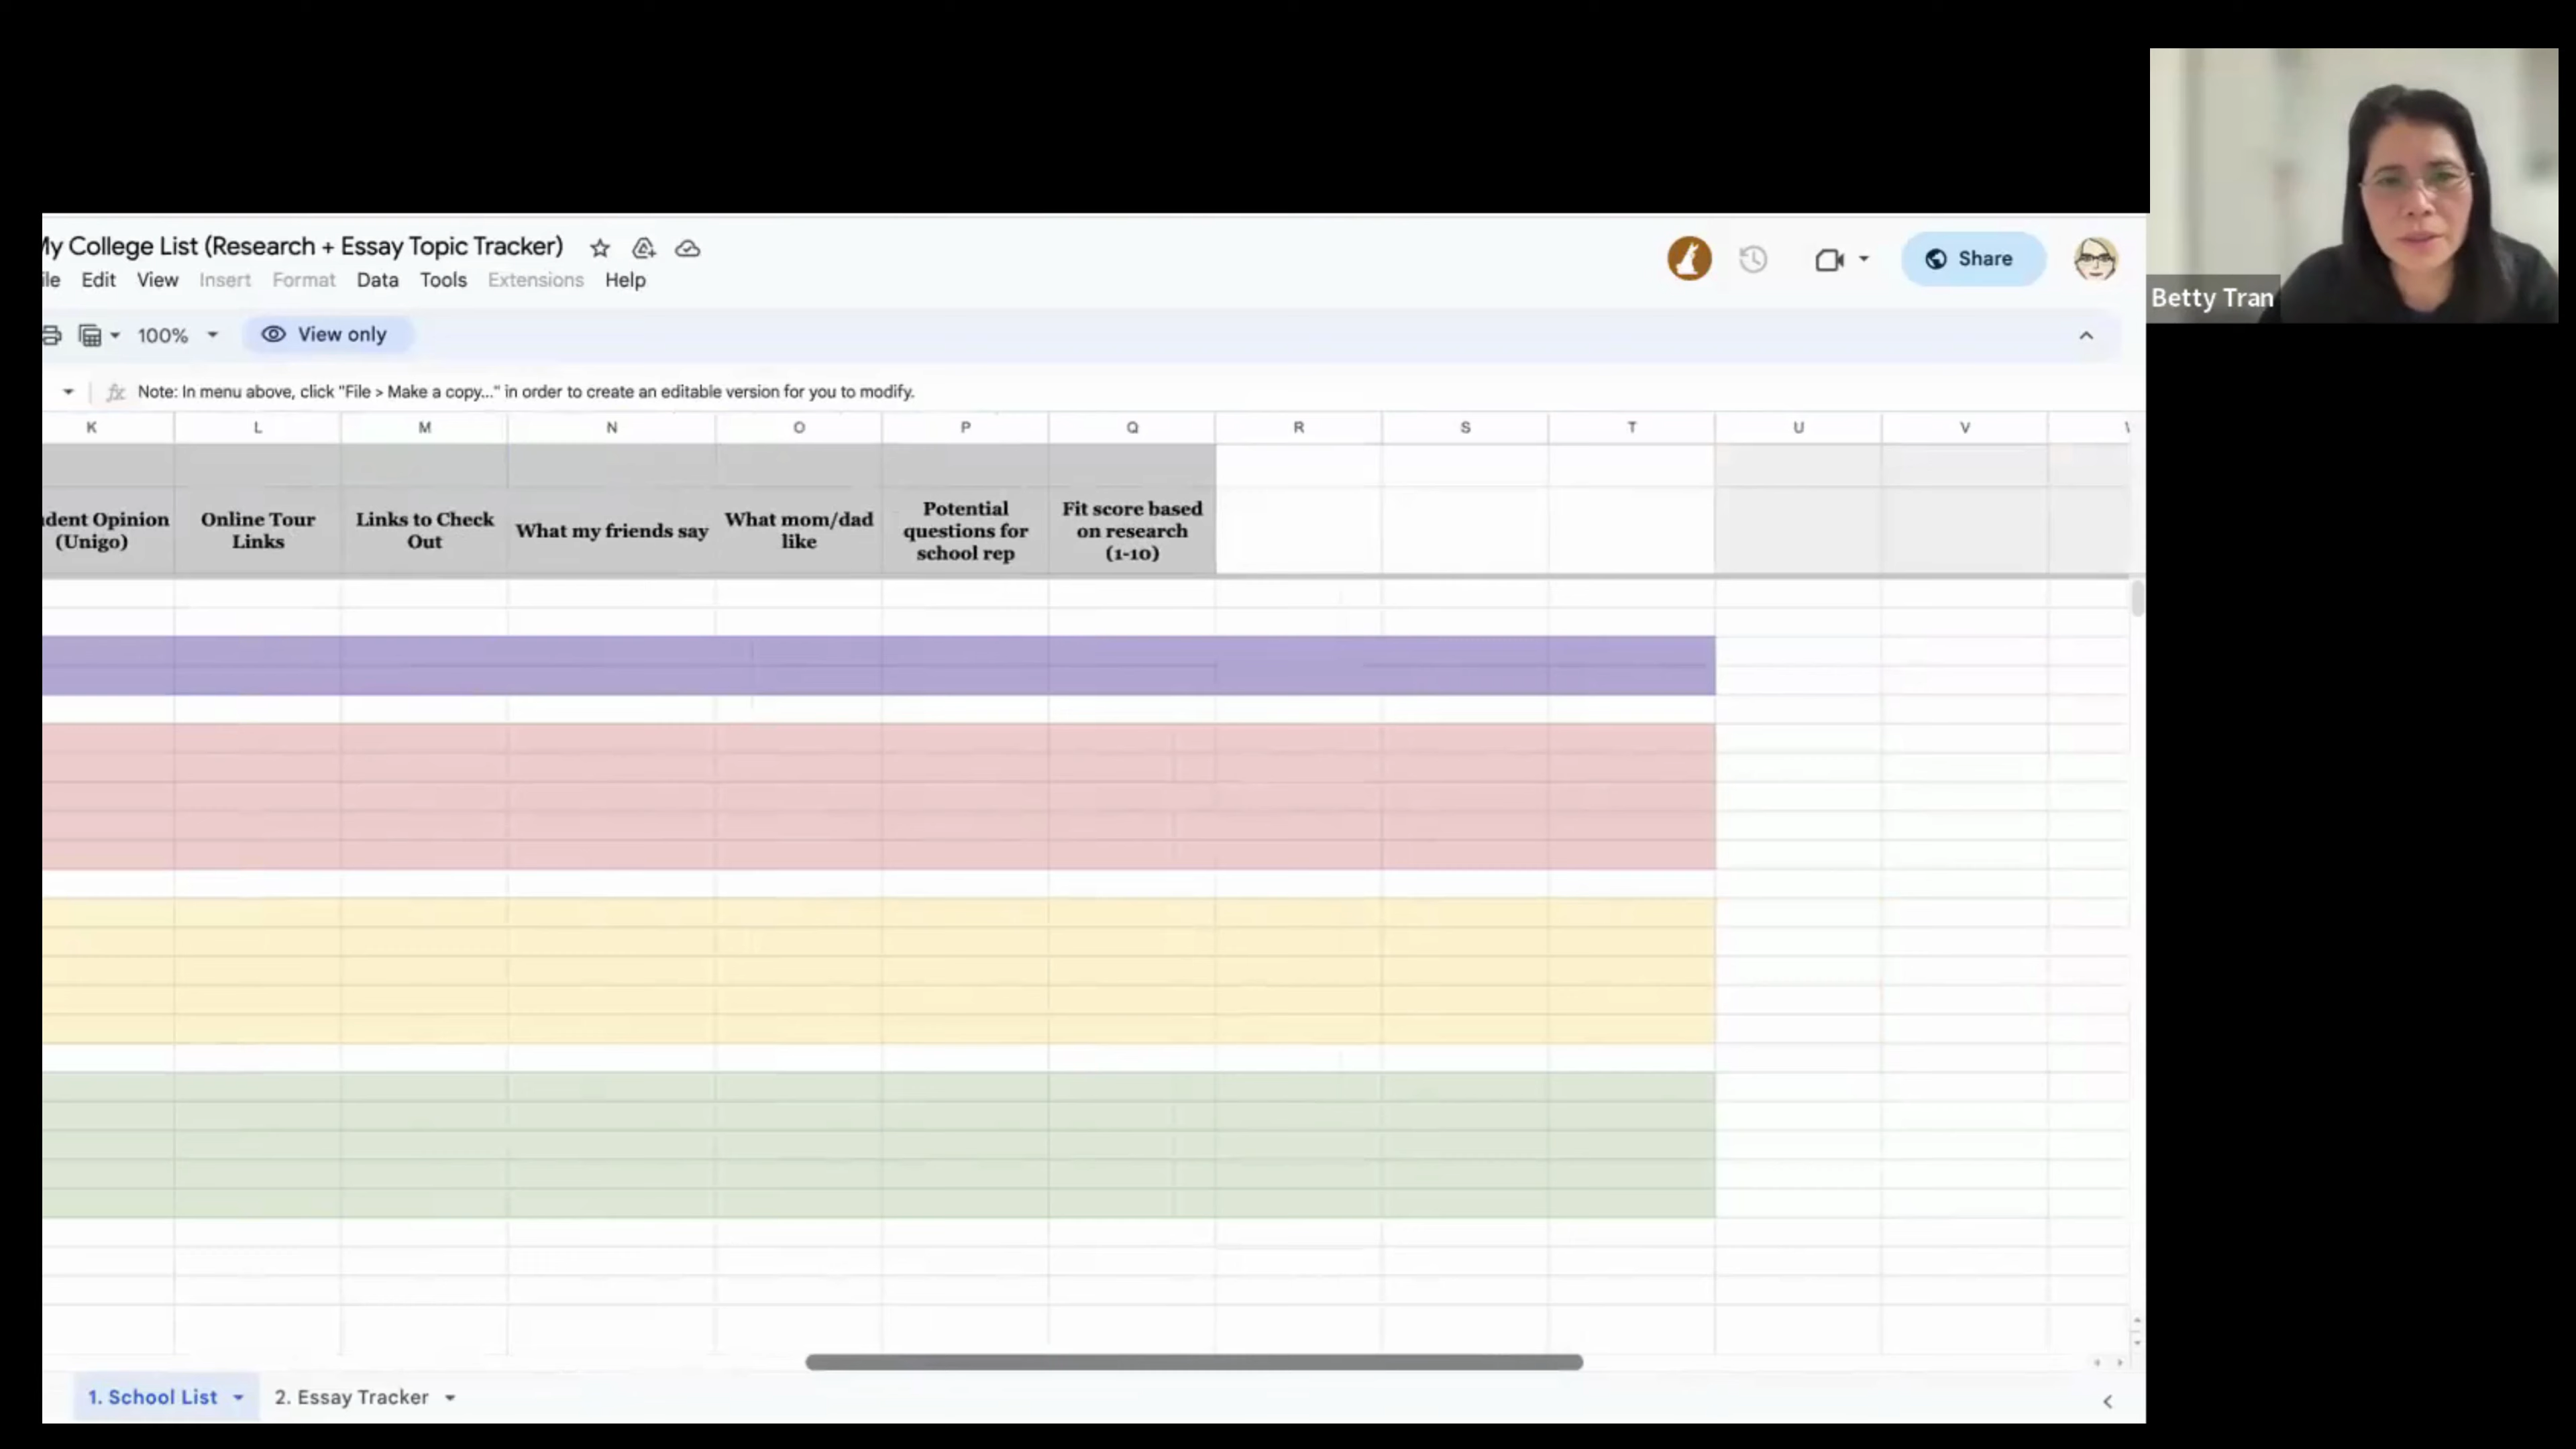 My College List (Research + Essay Topic Tracker)
Share
ile Edit View Insert Format Data Tools Extensions Help
Betty Tran
100% View only
fx Note: In menu above, click "File > Make a copy..." in order to create an editable version for you to modify.
K L M N O P Q R S T U V
dent Opinion
(Unigo)
Online Tour
Links
Links to Check
Out
What my friends say
What mom/dad
like
Potential
questions for
school rep
Fit score based
on research
(1-10)
1. School List 2. Essay Tracker